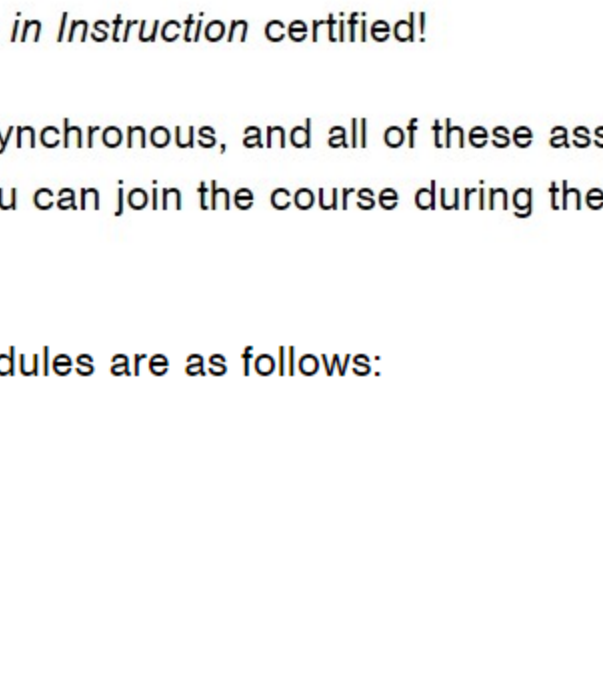 in Instruction certified!
ynchronous, and all of these ass
u can join the course during the
dules are as follows: